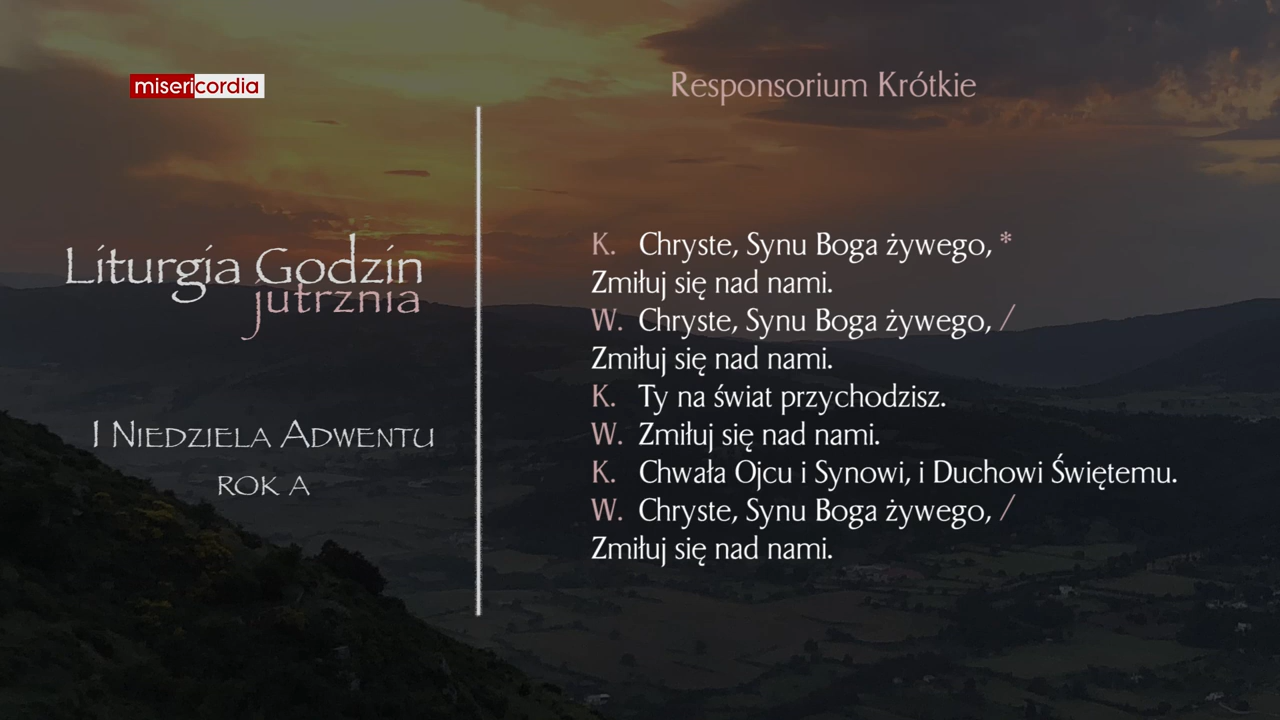 misericordia
Responsorium Krótkie
Liturgia Godzin
jutrznia
I Niedziela Adwentu
rok A
K. Chryste, Synu Boga żywego, *
Zmiłuj się nad nami.
W. Chryste, Synu Boga żywego, /
Zmiłuj się nad nami.
K. Ty na świat przychodzisz.
W. Zmiłuj się nad nami.
K. Chwała Ojcu i Synowi, i Duchowi Świętemu.
W. Chryste, Synu Boga żywego, /
Zmiłuj się nad nami.